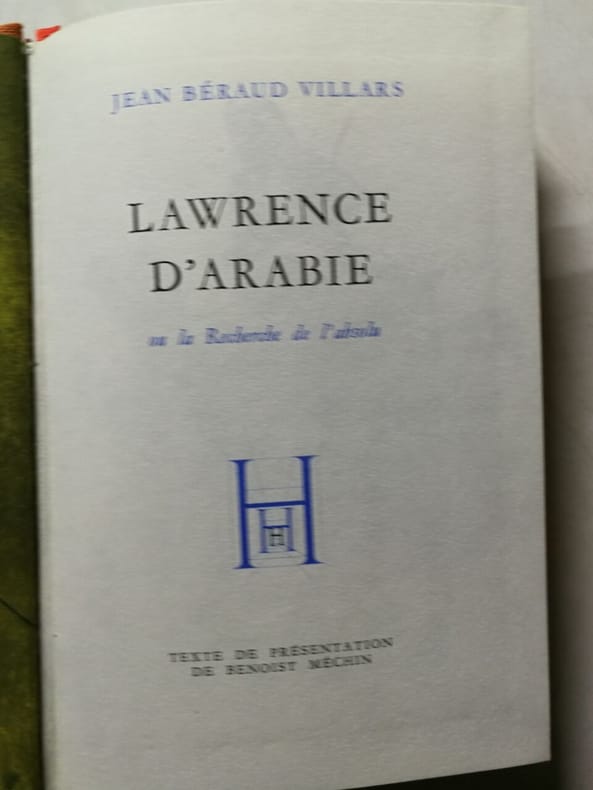 JEAN BÉRAUD VILLARS
LAWRENCE
D'ARABIE
ou la Recherche de l'absolu
H
H
H
TEXTE DE PRÉSENTATION
DE BENOIST MÉCHIN